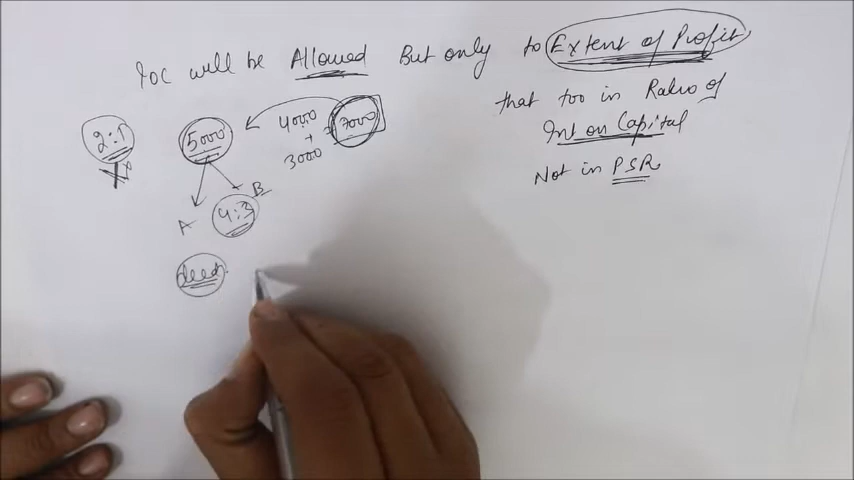 IOC will be Allowed But only to Extent of Profit
that too in Ratio of
Int on Capital
Not in PSR
2:1
5000
4000
+
3000
= 7000
A
B
4:3
deed